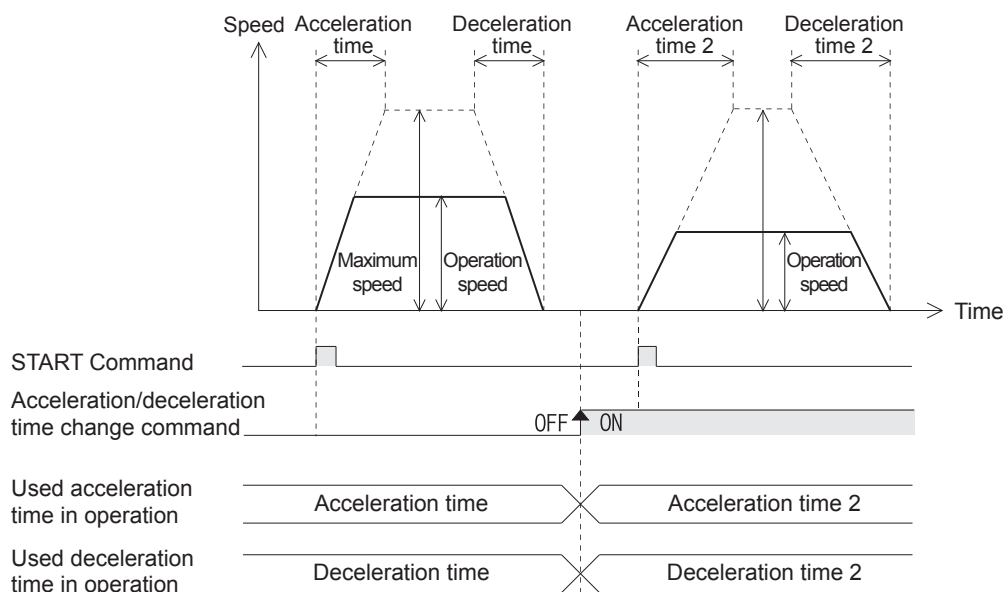 Speed
Acceleration
time
Deceleration
time
Acceleration
time 2
Deceleration
time 2
Maximum
speed
Operation
speed
Operation
speed
Time
START Command
Acceleration/deceleration
time change command
OFF ON
Used acceleration
time in operation
Acceleration time
Acceleration time 2
Used deceleration
time in operation
Deceleration time
Deceleration time 2